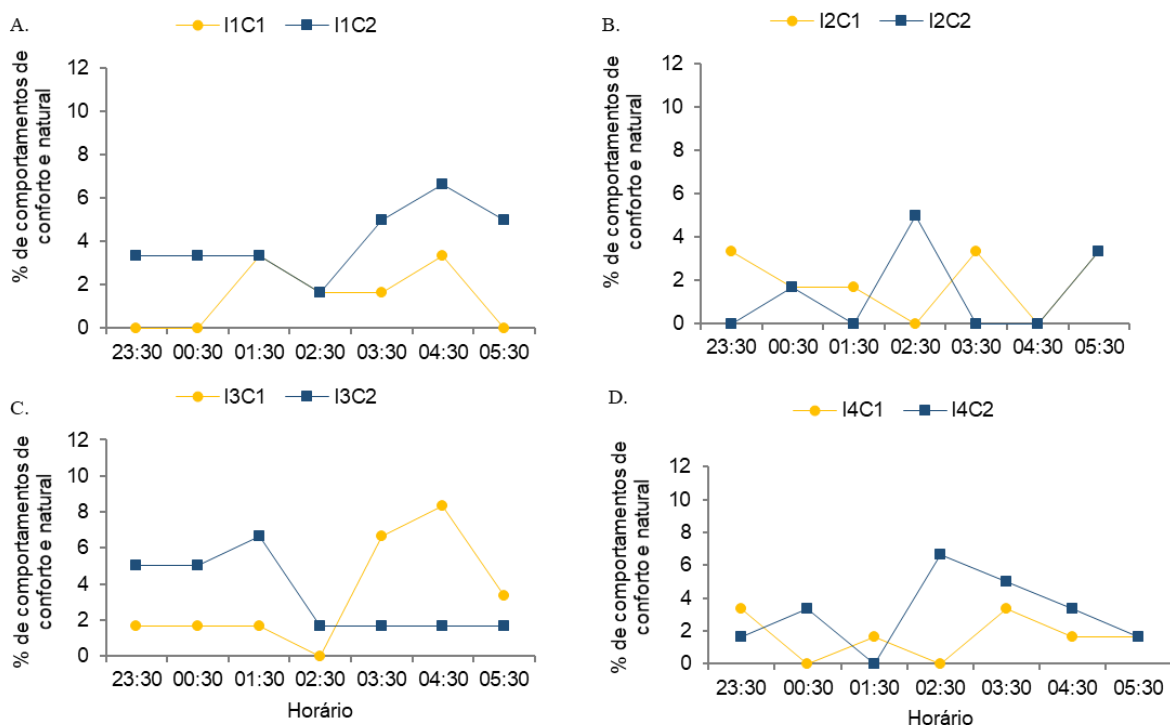 A.
I1C1 I1C2
% de comportamentos de
conforto e natural
12
10
8
6
4
2
0
23:30 00:30 01:30 02:30 03:30 04:30 05:30
B.
I2C1 I2C2
% de comportamentos de
conforto e natural
12
10
8
6
4
2
0
23:30 00:30 01:30 02:30 03:30 04:30 05:30
C.
I3C1 I3C2
% de comportamentos de
conforto e natural
12
10
8
6
4
2
0
23:30 00:30 01:30 02:30 03:30 04:30 05:30
Horário
D.
I4C1 I4C2
% de comportamentos de
conforto e natural
12
10
8
6
4
2
0
23:30 00:30 01:30 02:30 03:30 04:30 05:30
Horário